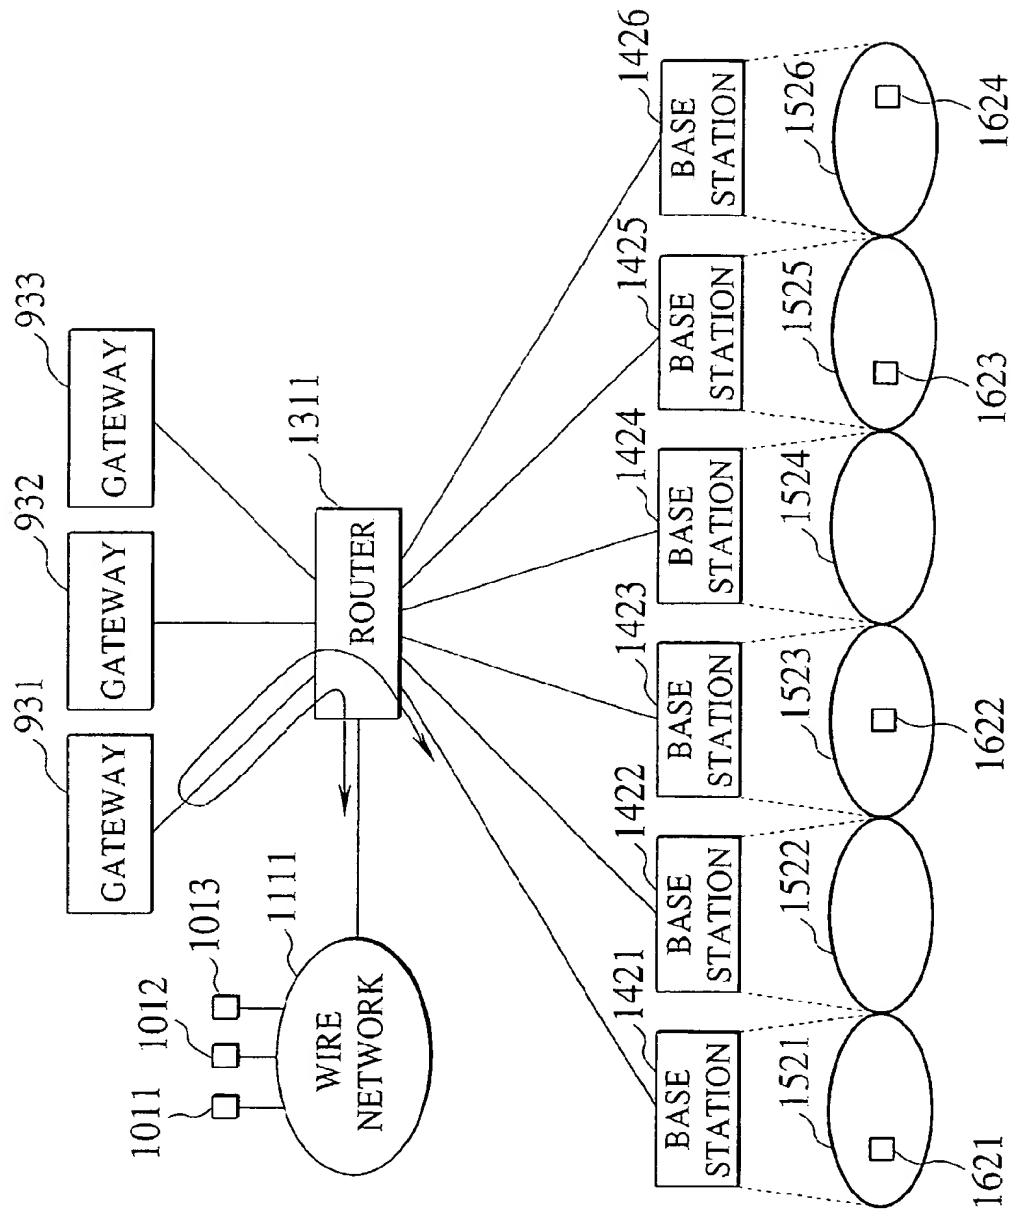 931
932
933
GATEWAY
GATEWAY
GATEWAY
1011
1012
1013
1111
WIRE
NETWORK
1311
ROUTER
1421
1422
1423
1424
1425
1426
BASE
STATION
BASE
STATION
BASE
STATION
BASE
STATION
BASE
STATION
BASE
STATION
1521
1522
1523
1524
1525
1526
1621
1622
1623
1624